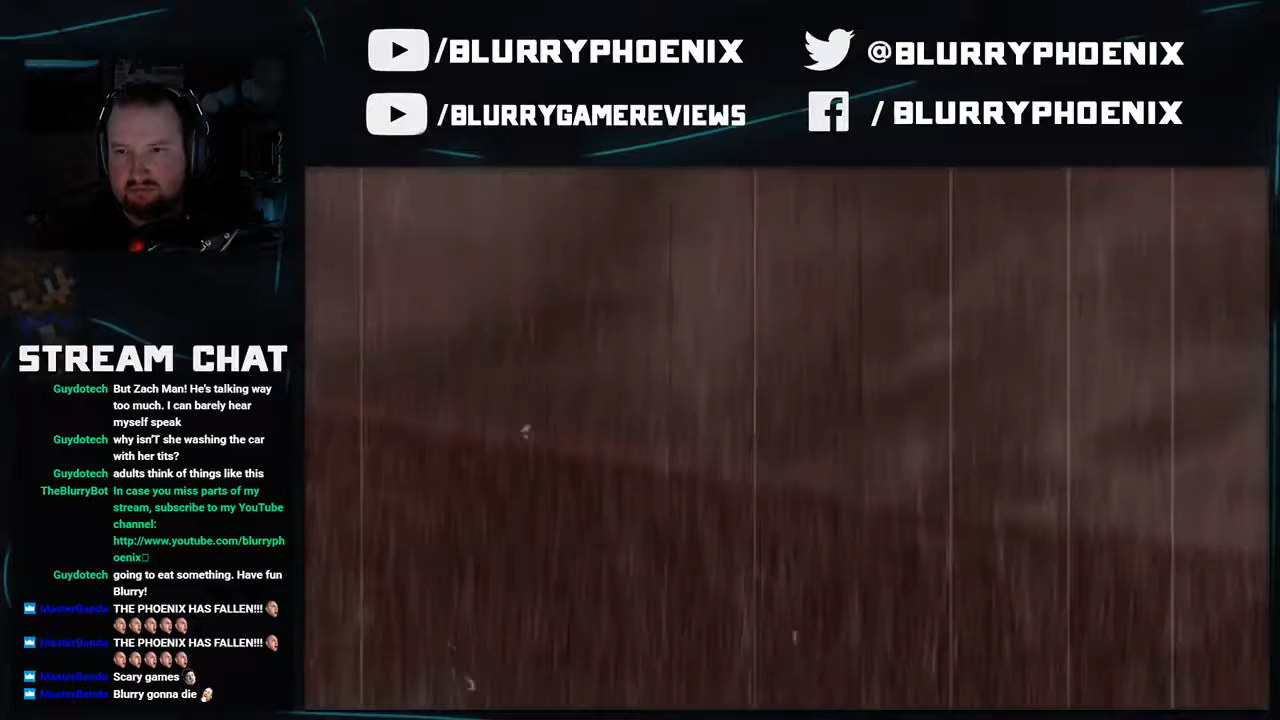 /BLURRYPHOENIX
@BLURRYPHOENIX
/BLURRYGAMEREVIEWS
/ BLURRYPHOENIX
STREAM CHAT
Guydotech But Zach Man! He's talking way
too much. I can barely hear
myself speak
Guydotech why isn'T she washing the car
with her tits?
Guydotech adults think of things like this
TheBlurryBot In case you miss parts of my
stream, subscribe to my YouTube
channel:
http://www.youtube.com/blurryph
oenix
Guydotech going to eat something. Have fun
Blurry!
MasterBanda THE PHOENIX HAS FALLEN!!!
MasterBanda THE PHOENIX HAS FALLEN!!!
MasterBanda Scary games
MasterBanda Blurry gonna die